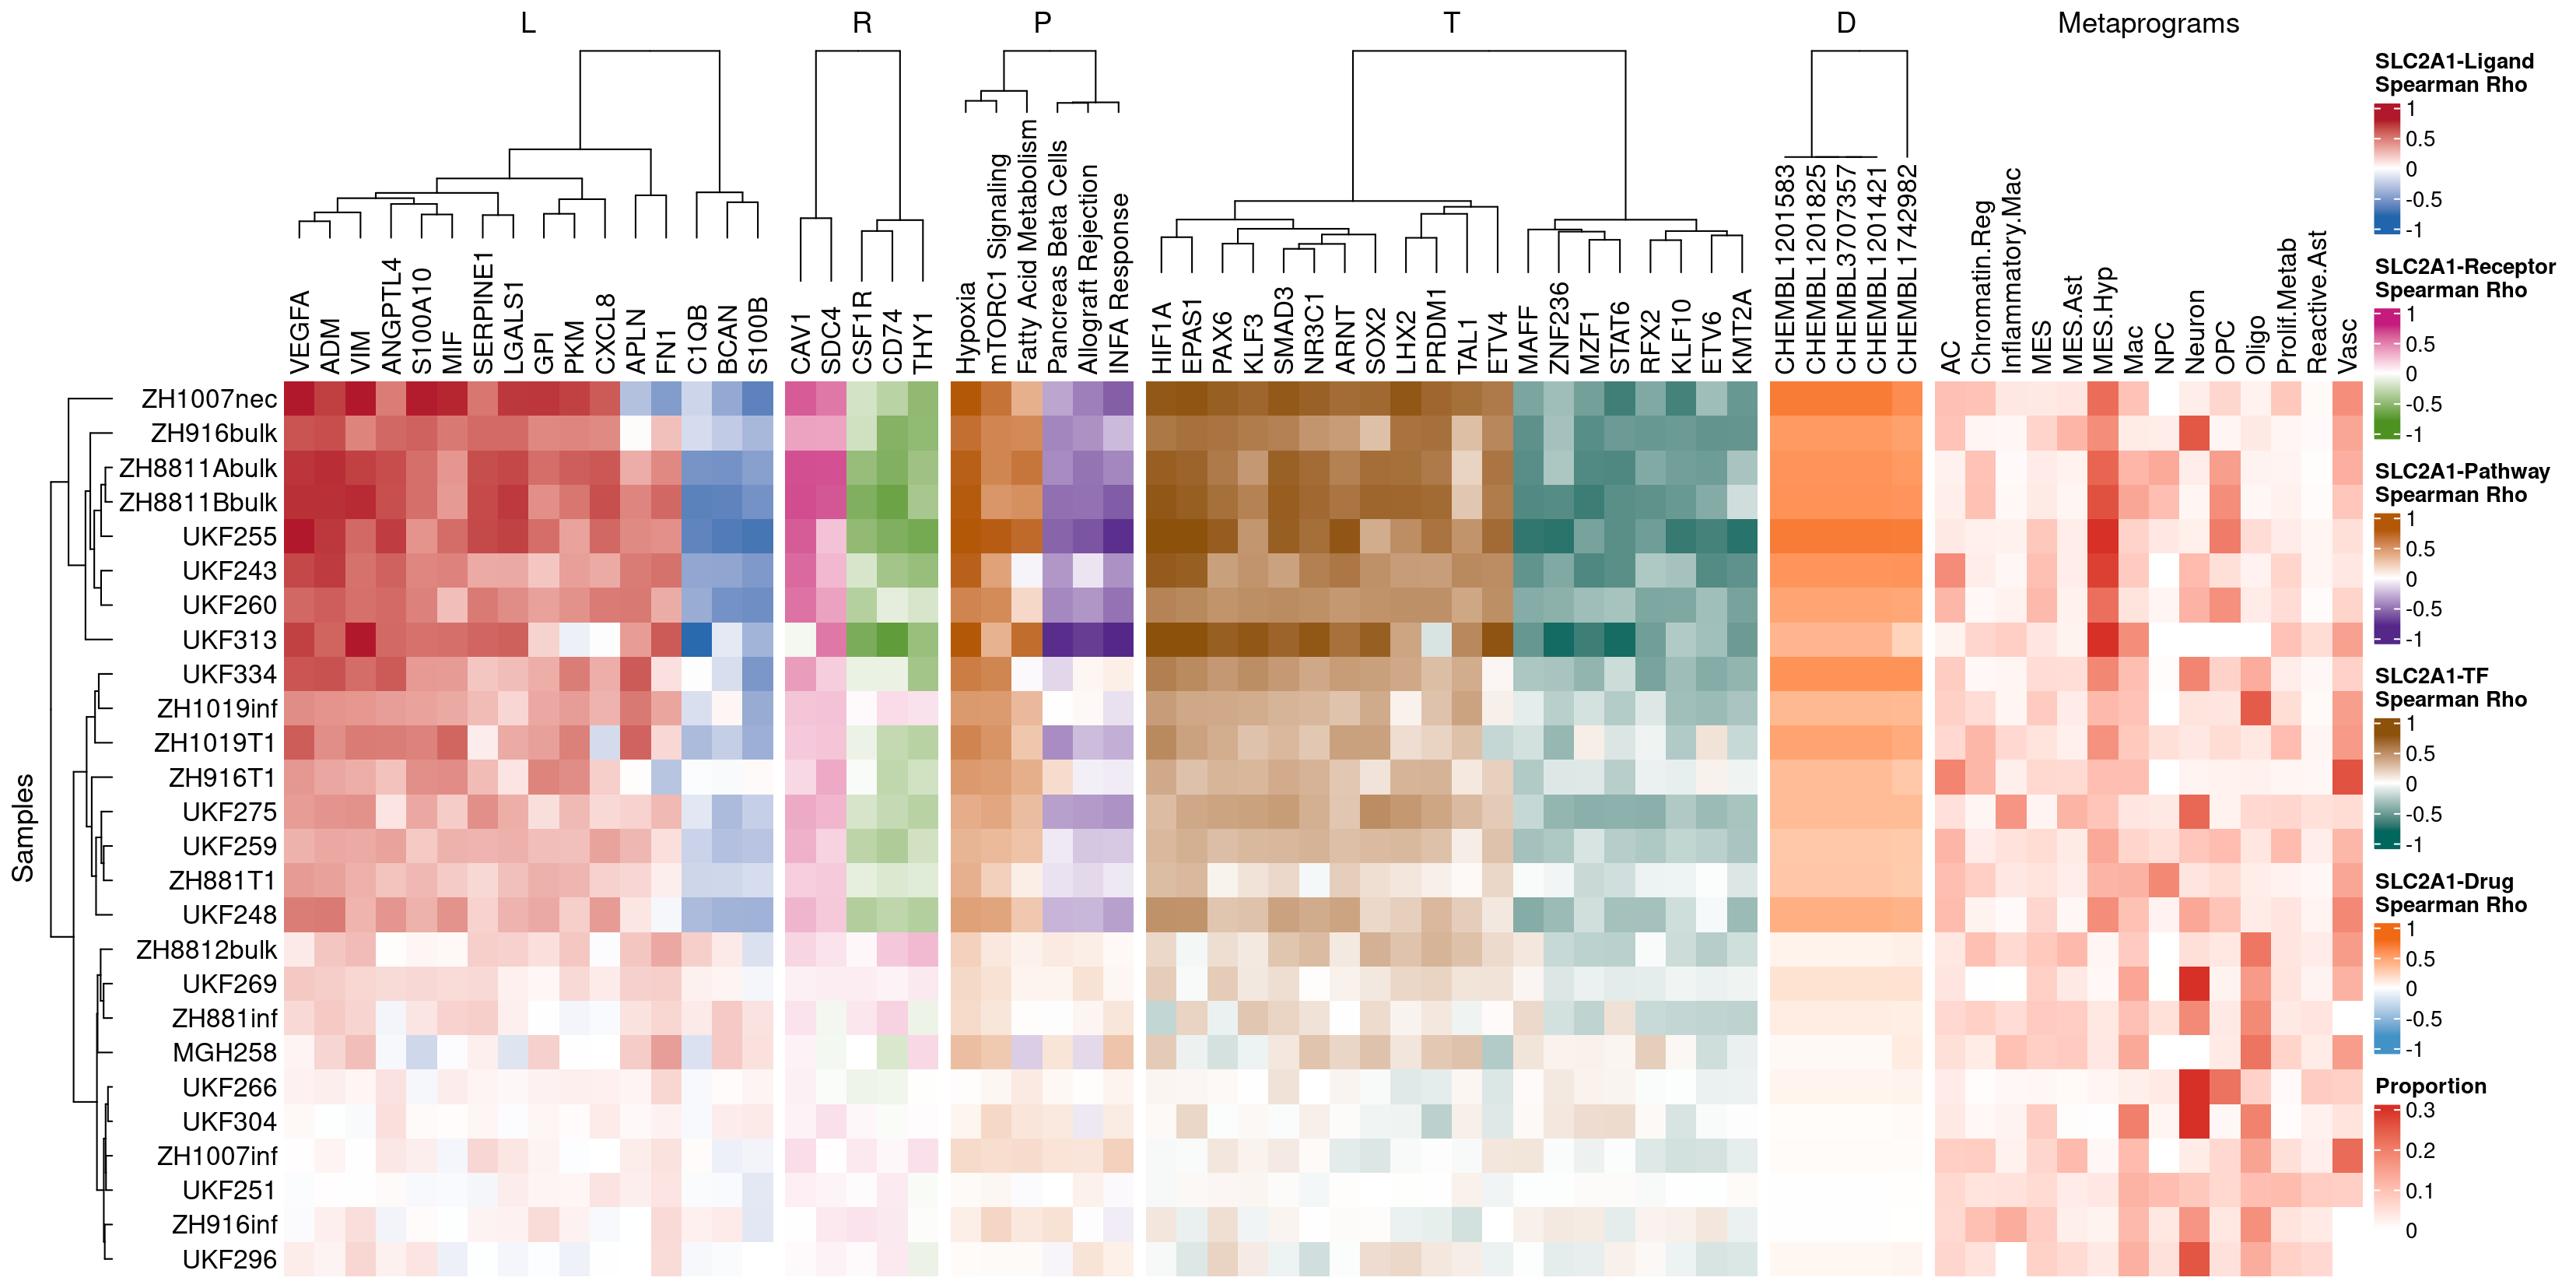 L
R
P
T
D
Metaprograms
VEGFA
ADM
VIM
ANGPTL4
S100A10
MIF
SERPINE1
LGALS1
GPI
PKM
CXCL8
APLN
FN1
C1QB
BCAN
S100B
CAV1
SDC4
CSF1R
CD74
THY1
Hypoxia
mTORC1 Signaling
Fatty Acid Metabolism
Pancreas Beta Cells
Allograft Rejection
INFA Response
HIF1A
EPAS1
PAX6
KLF3
SMAD3
NR3C1
ARNT
SOX2
LHX2
PRDM1
TAL1
ETV4
MAFF
ZNF236
MZF1
STAT6
RFX2
KLF10
ETV6
KMT2A
CHEMBL1201583
CHEMBL1201825
CHEMBL3707357
CHEMBL1201421
CHEMBL1742982
AC
Chromatin.Reg
Inflammatory.Mac
MES
MES.Ast
MES.Hyp
Mac
NPC
Neuron
OPC
Oligo
Prolif.Metab
Reactive.Ast
Vasc
Samples
ZH1007nec
ZH916bulk
ZH8811Abulk
ZH8811Bbulk
UKF255
UKF243
UKF260
UKF313
UKF334
ZH1019inf
ZH1019T1
ZH916T1
UKF275
UKF259
ZH881T1
UKF248
ZH8812bulk
UKF269
ZH881inf
MGH258
UKF266
UKF304
ZH1007inf
UKF251
ZH916inf
UKF296
SLC2A1-Ligand
Spearman Rho
1
0.5
0
-0.5
-1
SLC2A1-Receptor
Spearman Rho
1
0.5
0
-0.5
-1
SLC2A1-Pathway
Spearman Rho
1
0.5
0
-0.5
-1
SLC2A1-TF
Spearman Rho
1
0.5
0
-0.5
-1
SLC2A1-Drug
Spearman Rho
1
0.5
0
-0.5
-1
Proportion
0.3
0.2
0.1
0